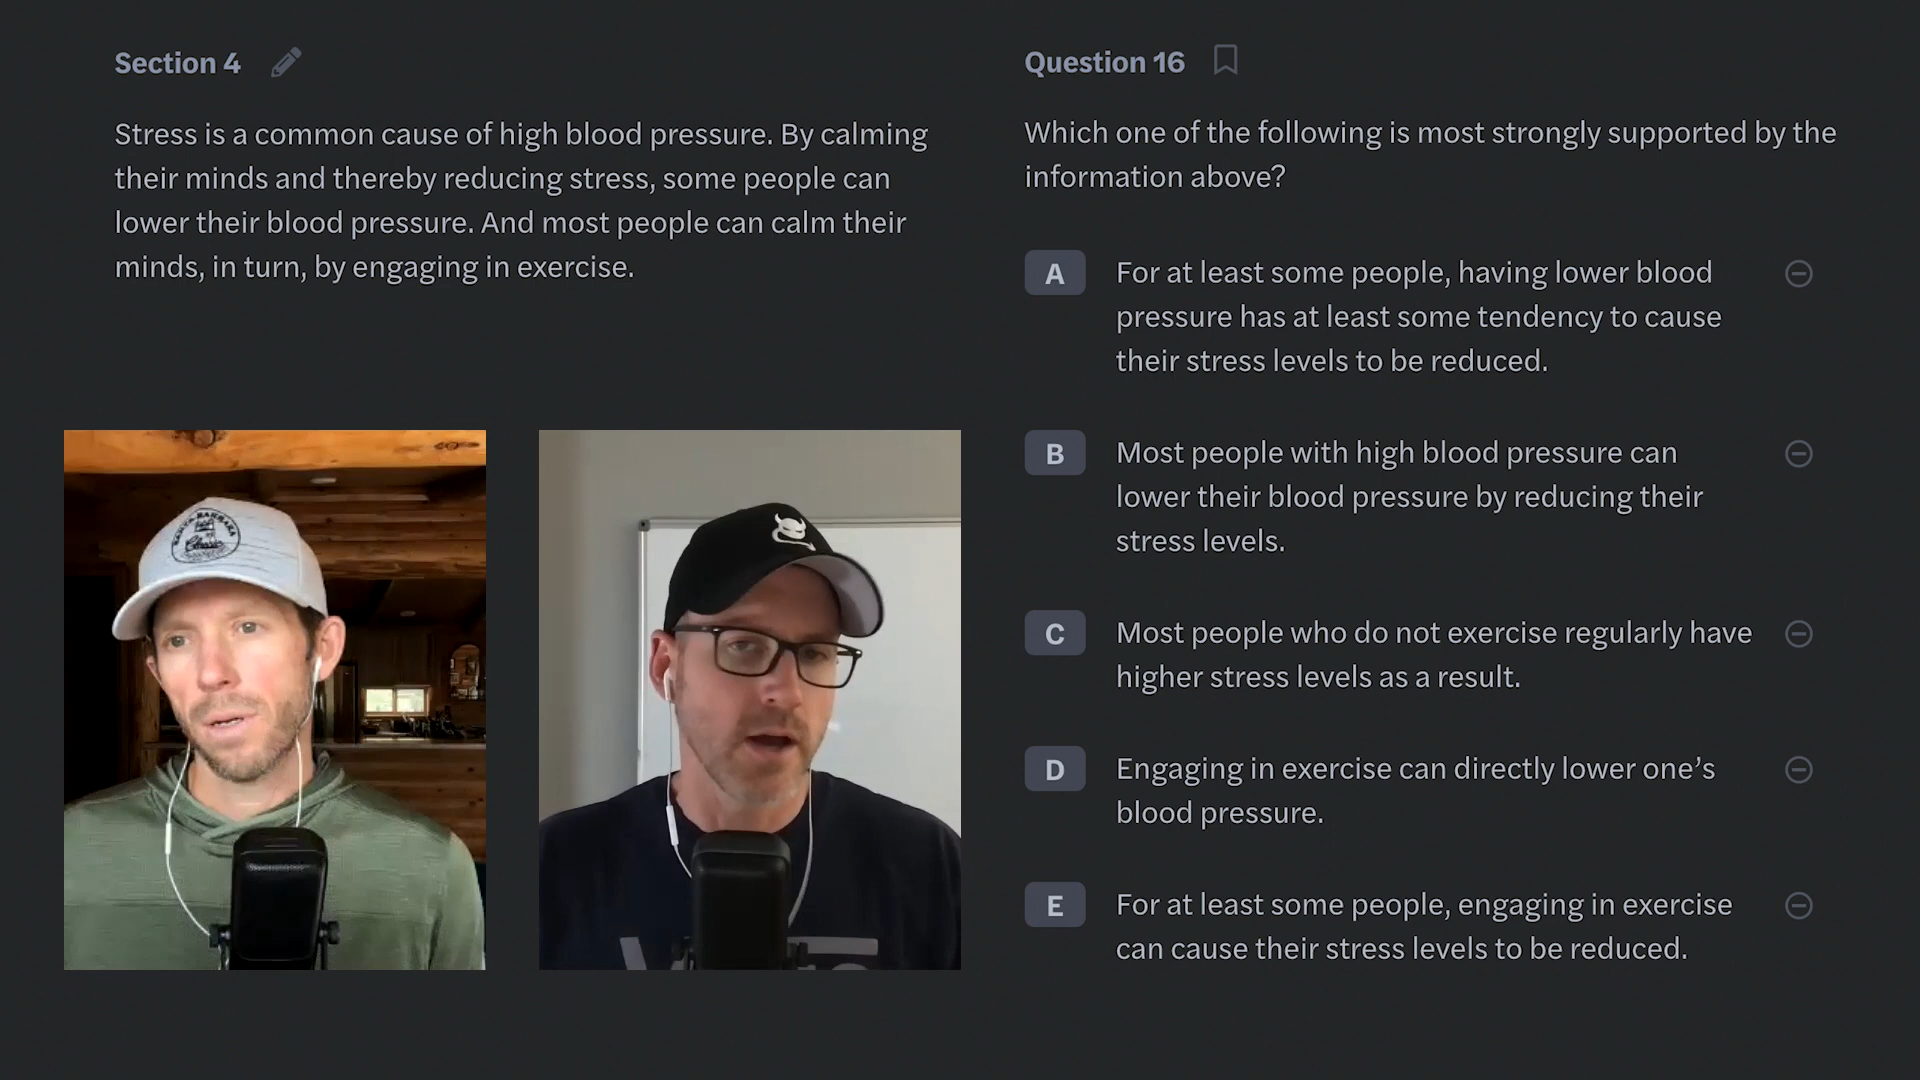 Section 4
Stress is a common cause of high blood pressure. By calming
their minds and thereby reducing stress, some people can
lower their blood pressure. And most people can calm their
minds, in turn, by engaging in exercise.
Question 16
Which one of the following is most strongly supported by the
information above?
A
For at least some people, having lower blood
pressure has at least some tendency to cause
their stress levels to be reduced.
B
Most people with high blood pressure can
lower their blood pressure by reducing their
stress levels.
C
Most people who do not exercise regularly have
higher stress levels as a result.
D
Engaging in exercise can directly lower one’s
blood pressure.
E
For at least some people, engaging in exercise
can cause their stress levels to be reduced.